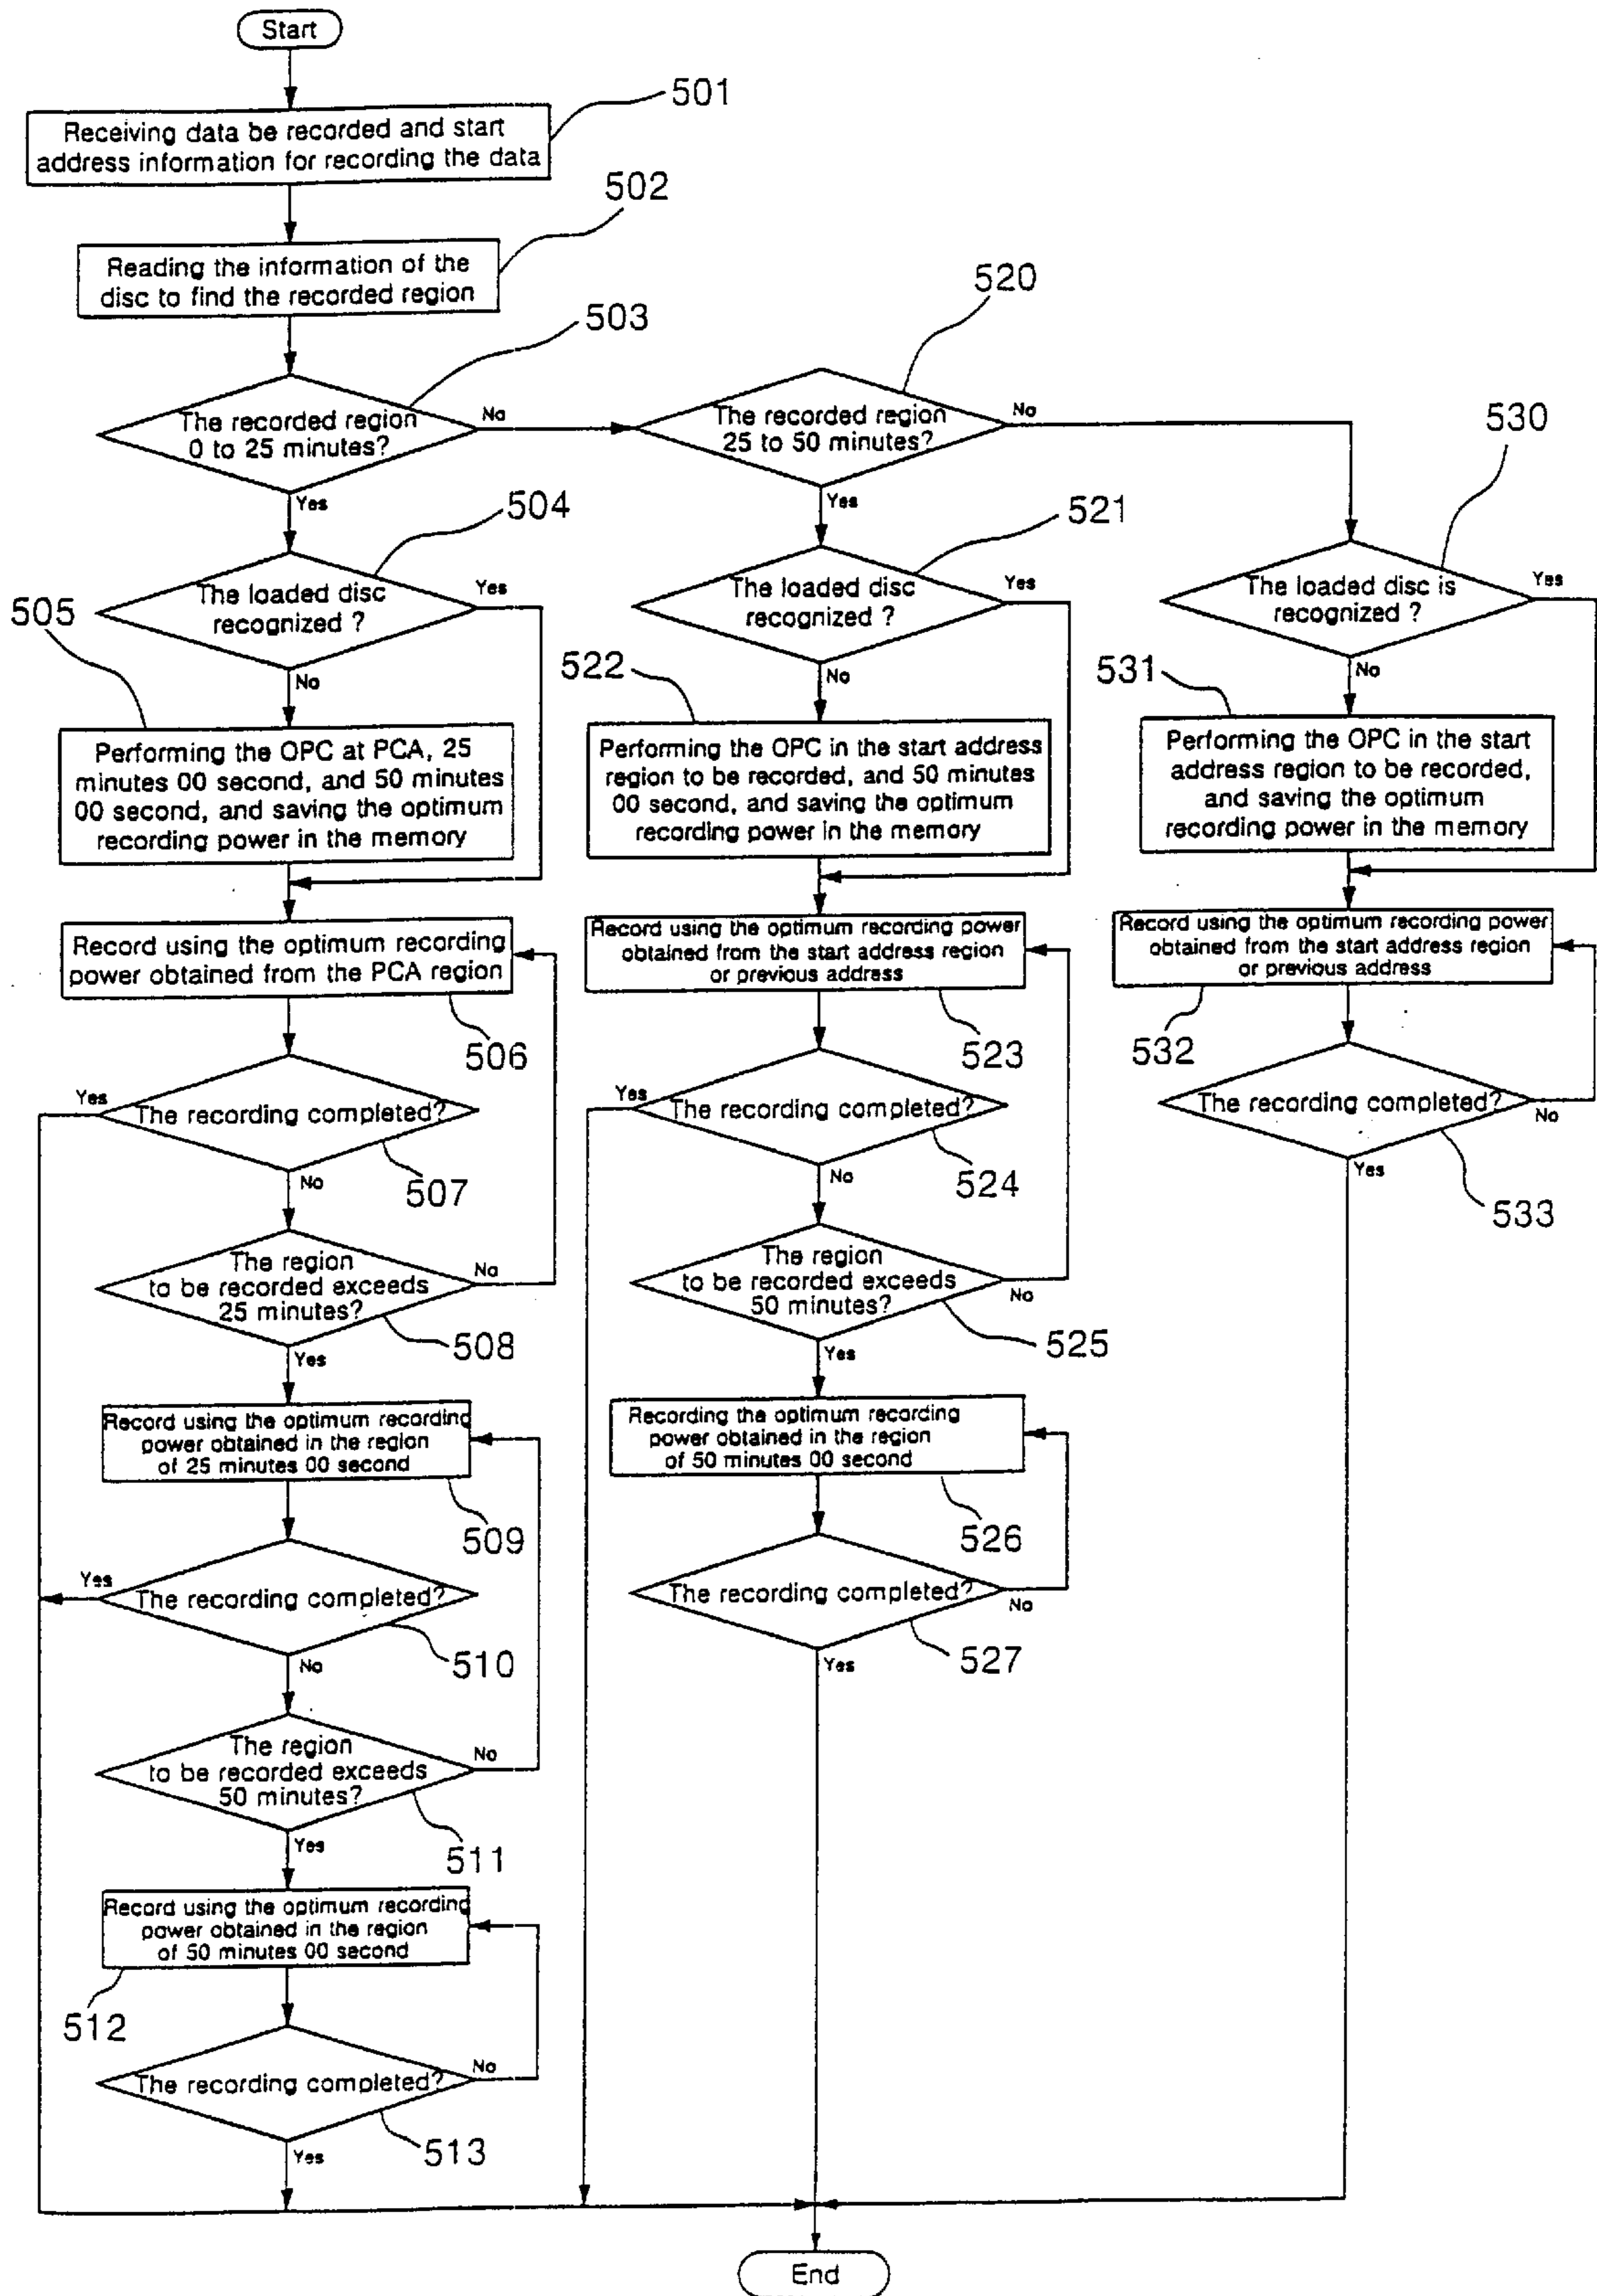 Start
501
Receiving data be recorded and start
address information for recording the data
502
Reading the information of the
disc to find the recorded region
503
The recorded region
0 to 25 minutes?
No
Yes
504
The loaded disc
recognized ?
Yes
No
505
Performing the OPC at PCA, 25
minutes 00 second, and 50 minutes
00 second, and saving the optimum
recording power in the memory
Record using the optimum recording
power obtained from the PCA region
506
The recording completed?
Yes
No
507
The region
to be recorded exceeds
25 minutes?
No
Yes
508
Record using the optimum recording
power obtained in the region
of 25 minutes 00 second
509
The recording completed?
Yes
No
510
The region
to be recorded exceeds
50 minutes?
No
Yes
511
Record using the optimum recording
power obtained in the region
of 50 minutes 00 second
512
The recording completed?
No
Yes
513
520
The recorded region
25 to 50 minutes?
No
Yes
521
The loaded disc
recognized ?
Yes
No
522
Performing the OPC in the start address
region to be recorded, and 50 minutes
00 second, and saving the optimum
recording power in the memory
Record using the optimum recording power
obtained from the start address region
or previous address
523
The recording completed?
Yes
No
524
The region
to be recorded exceeds
50 minutes?
No
Yes
525
Recording the optimum recording
power obtained in the region
of 50 minutes 00 second
526
The recording completed?
No
Yes
527
530
The loaded disc is
recognized ?
Yes
No
531
Performing the OPC in the start
address region to be recorded,
and saving the optimum
recording power in the memory
Record using the optimum recording power
obtained from the start address region
or previous address
532
The recording completed?
No
Yes
533
End